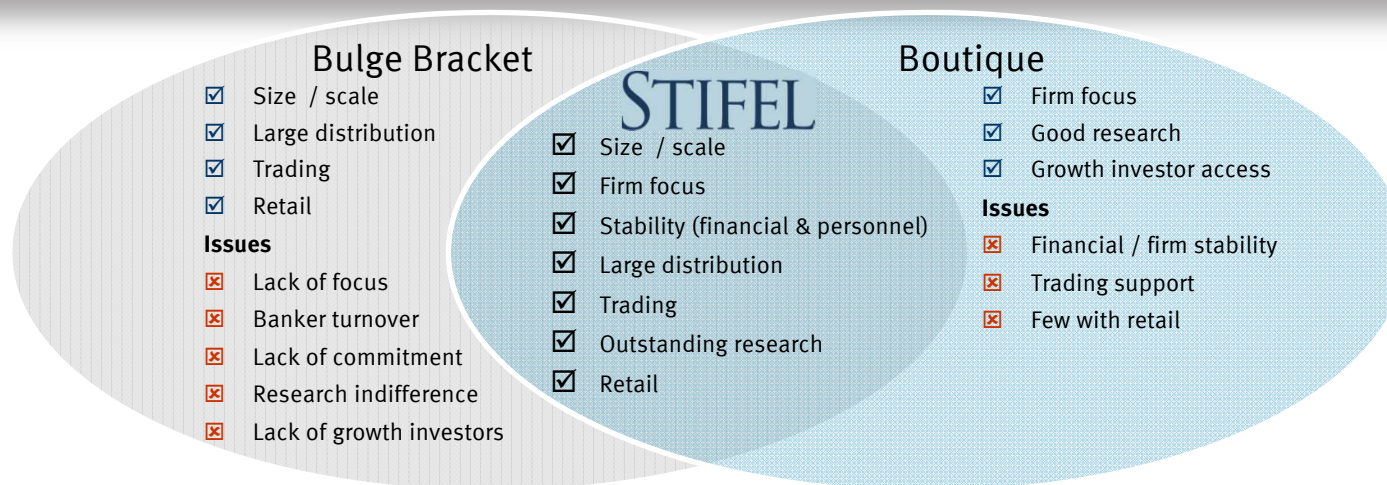 Bulge Bracket
Size / scale
Large distribution
Trading
Retail
Issues
Lack of focus
Banker turnover
Lack of commitment
Research indifference
Lack of growth investors
STIFEL
Size / scale
Firm focus
Stability (financial & personnel)
Large distribution
Trading
Outstanding research
Retail
Boutique
Firm focus
Good research
Growth investor access
Issues
Financial / firm stability
Trading support
Few with retail